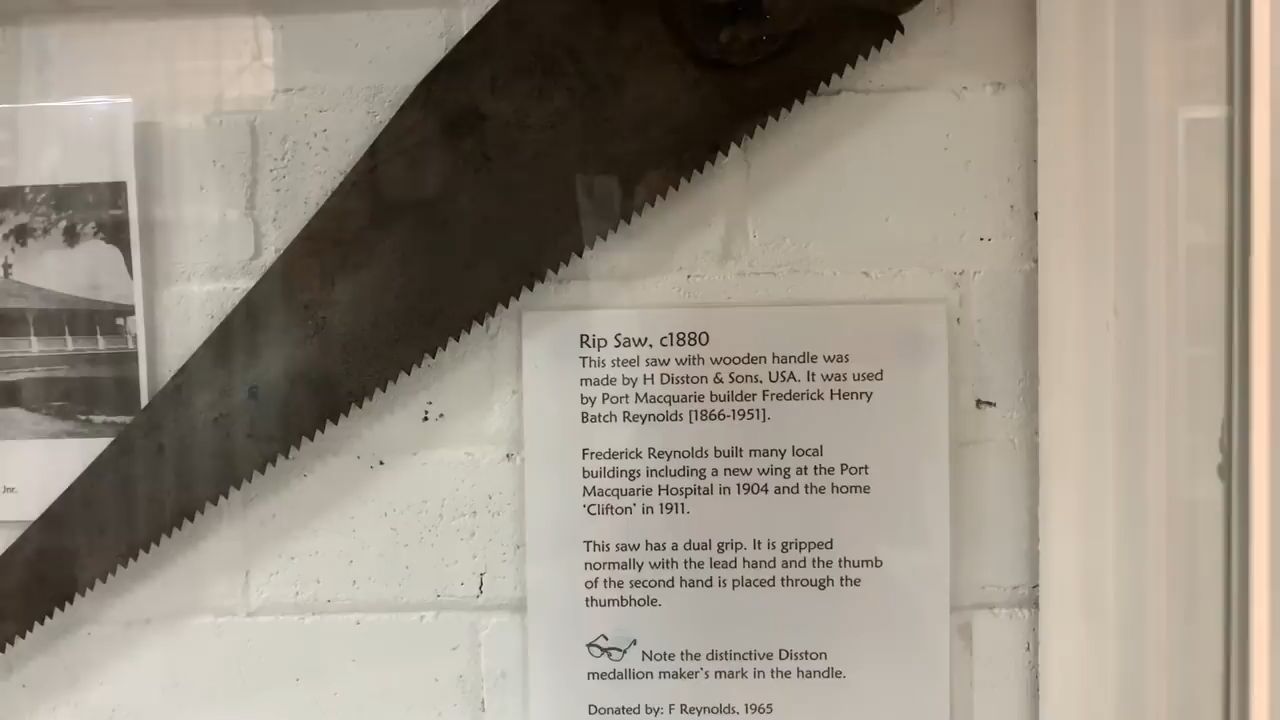 Jnr.
Rip Saw, c1880
This steel saw with wooden handle was
made by H Disston & Sons, USA. It was used
by Port Macquarie builder Frederick Henry
Batch Reynolds [1866-1951].
Frederick Reynolds built many local
buildings including a new wing at the Port
Macquarie Hospital in 1904 and the home
‘Clifton’ in 1911.
This saw has a dual grip. It is gripped
normally with the lead hand and the thumb
of the second hand is placed through the
thumbhole.
Note the distinctive Disston
medallion maker's mark in the handle.
Donated by: F Reynolds, 1965